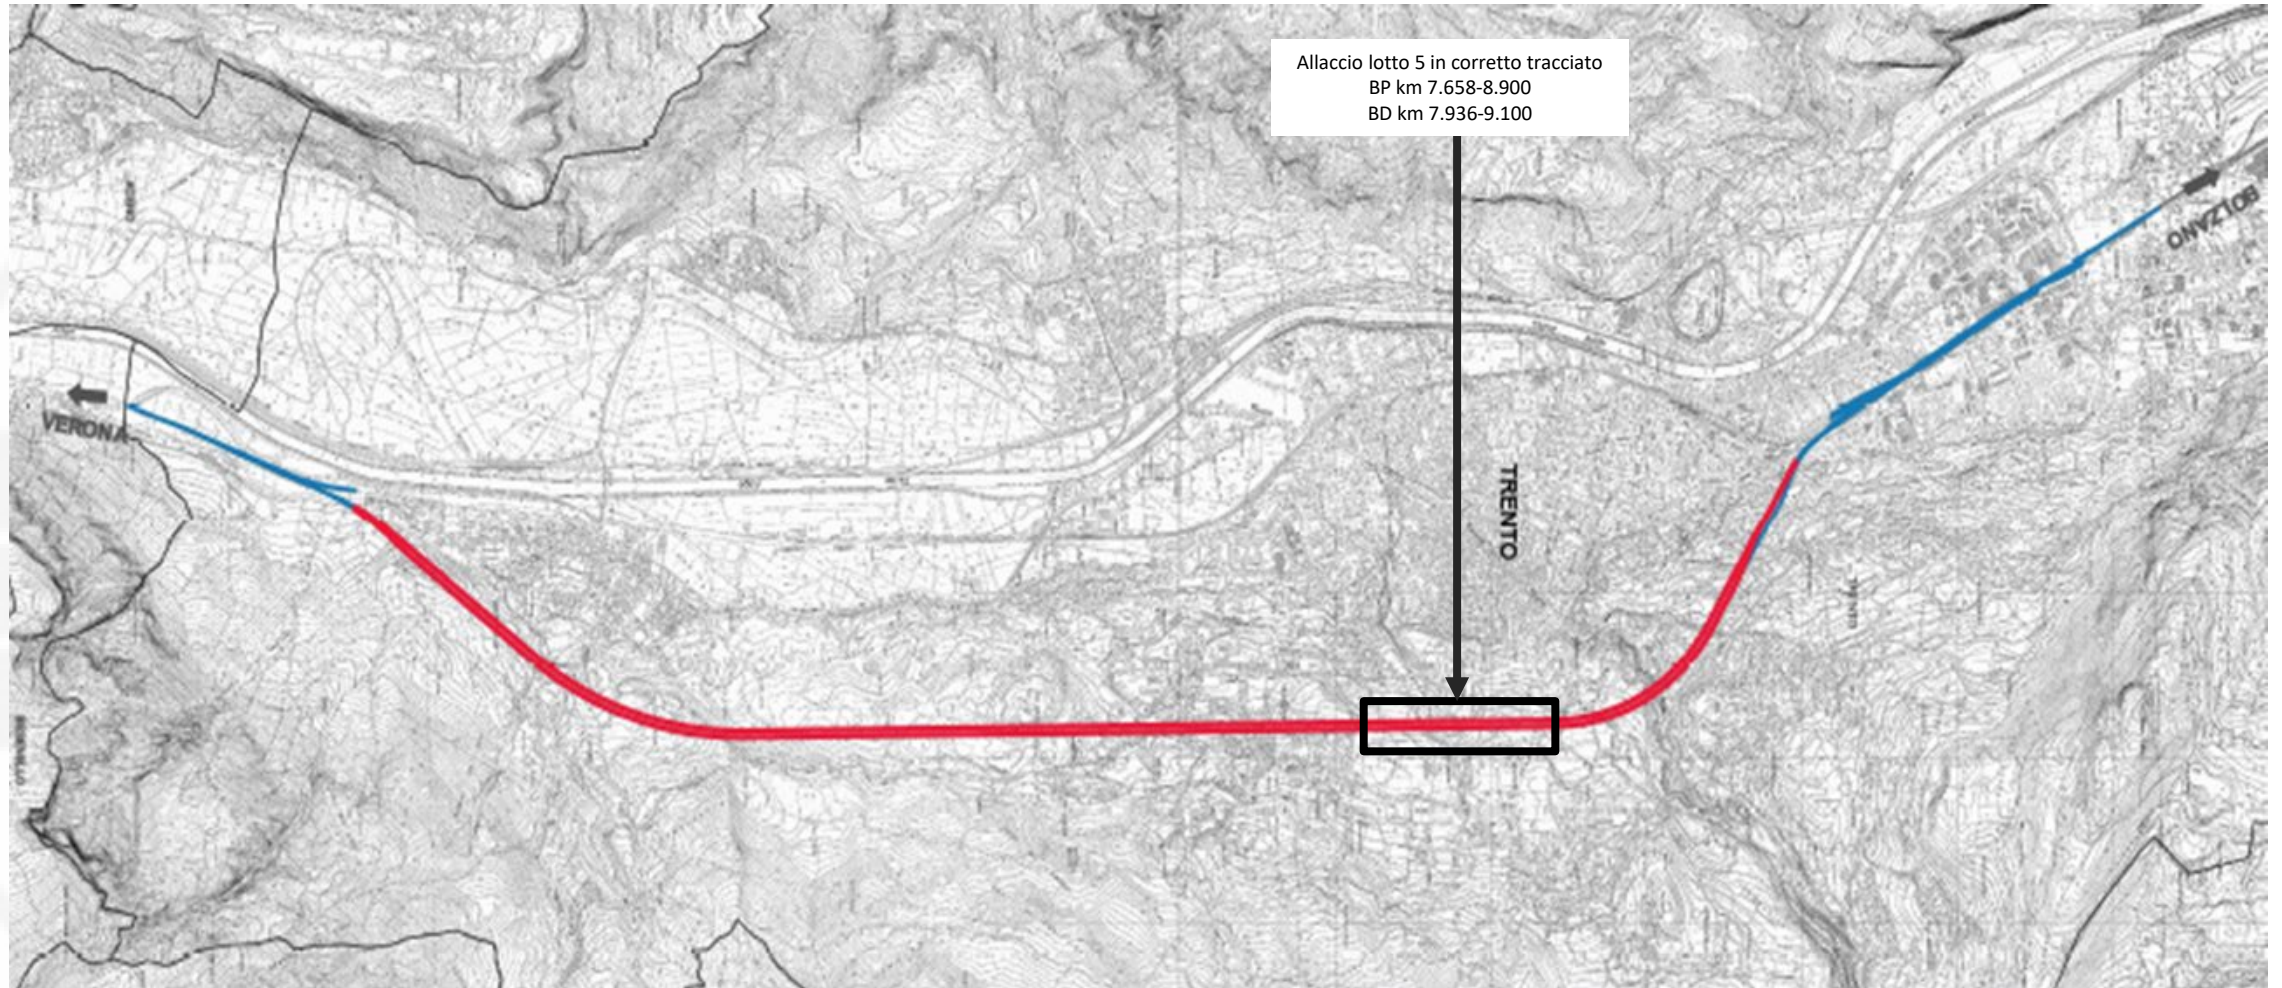 Allaccio lotto 5 in corretto tracciato
BP km 7.658-8.900
BD km 7.936-9.100
BOLZANO
VERONA
TRENTO